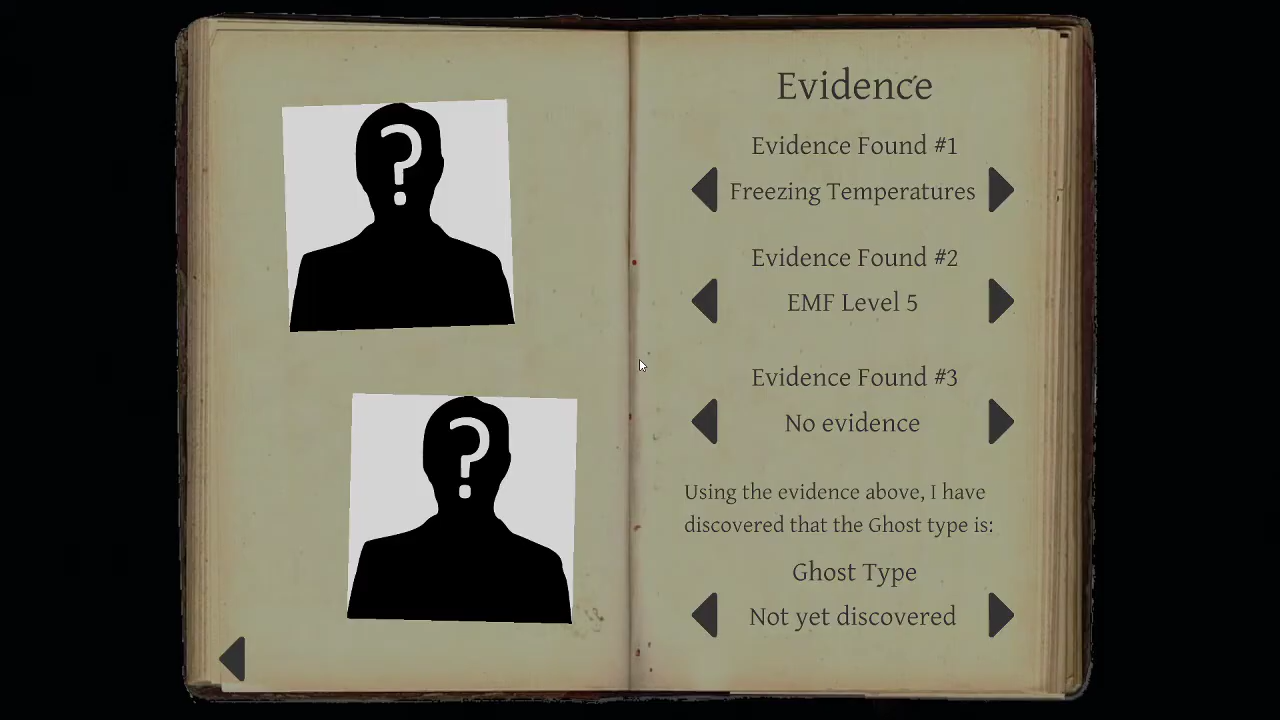 Evidence
Evidence Found #1
Freezing Temperatures
Evidence Found #2
EMF Level 5
Evidence Found #3
No evidence
Using the evidence above, I have
discovered that the Ghost type is:
Ghost Type
Not yet discovered
?
?